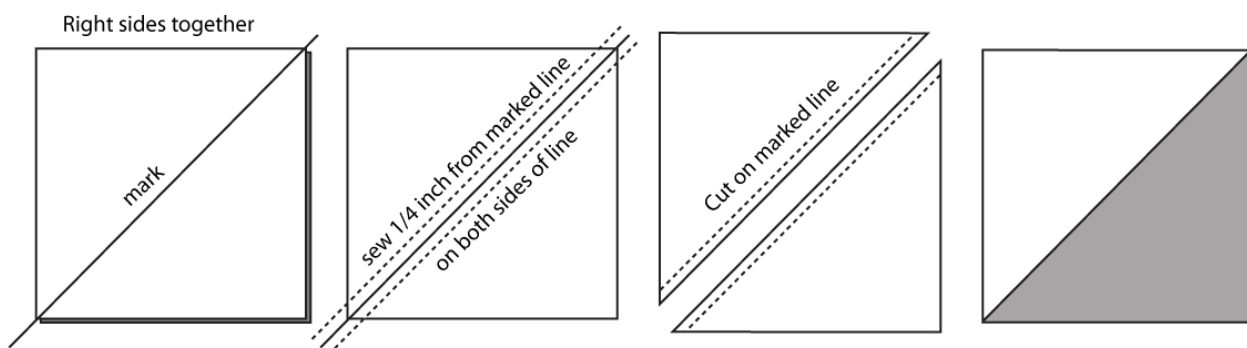 Right sides together
mark
sew 1/4 inch from marked line
on both sides of line
Cut on marked line